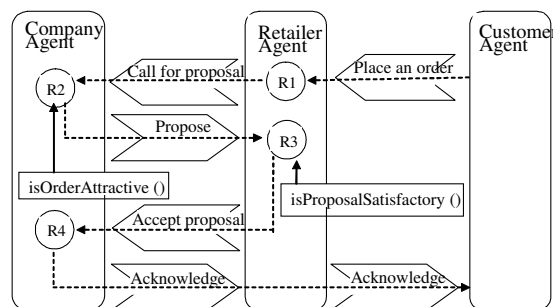 Company
Agent
Retailer
Agent
Customer
Agent
Call for proposal
Place an order
R2
R1
Propose
R3
isOrderAttractive ()
isProposalSatisfactory ()
Accept proposal
R4
Acknowledge
Acknowledge